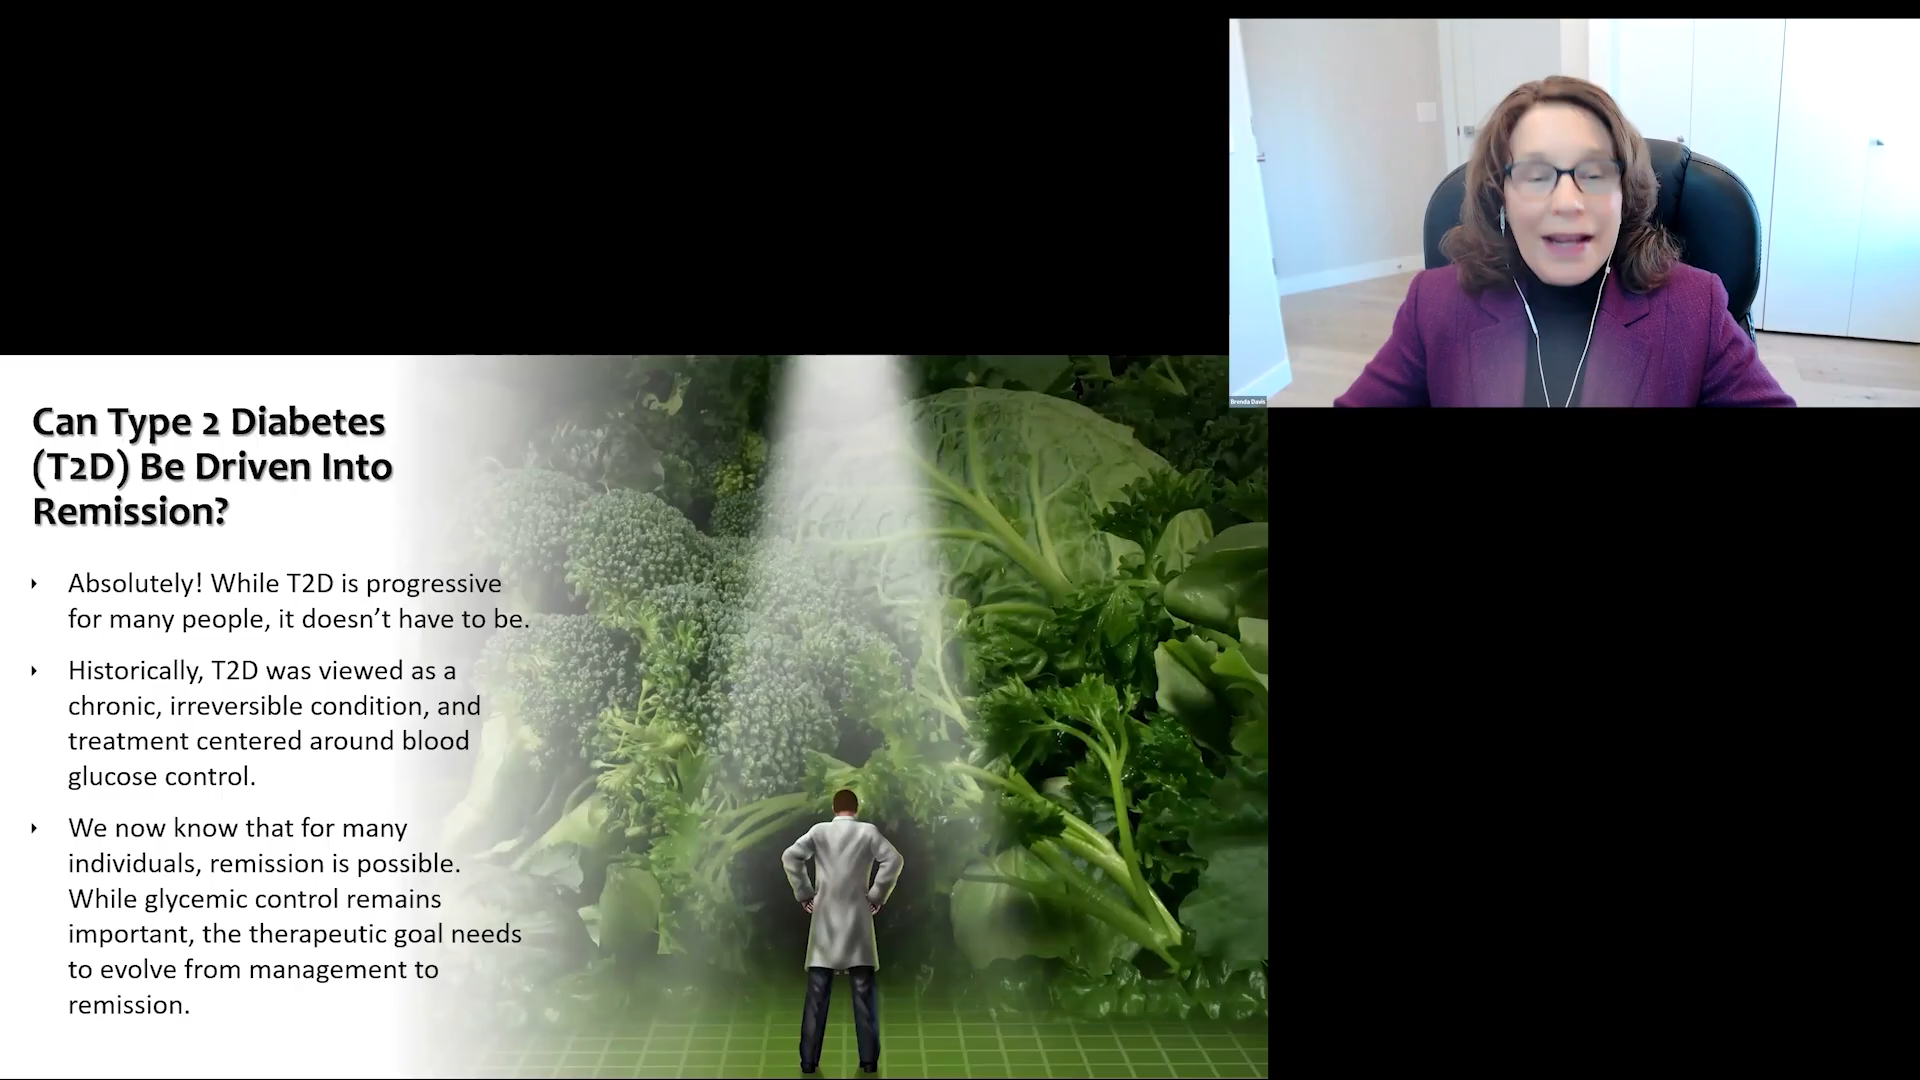 Brenda Davis
Can Type 2 Diabetes
(T2D) Be Driven Into
Remission?
Absolutely! While T2D is progressive
for many people, it doesn’t have to be.
Historically, T2D was viewed as a
chronic, irreversible condition, and
treatment centered around blood
glucose control.
We now know that for many
individuals, remission is possible.
While glycemic control remains
important, the therapeutic goal needs
to evolve from management to
remission.